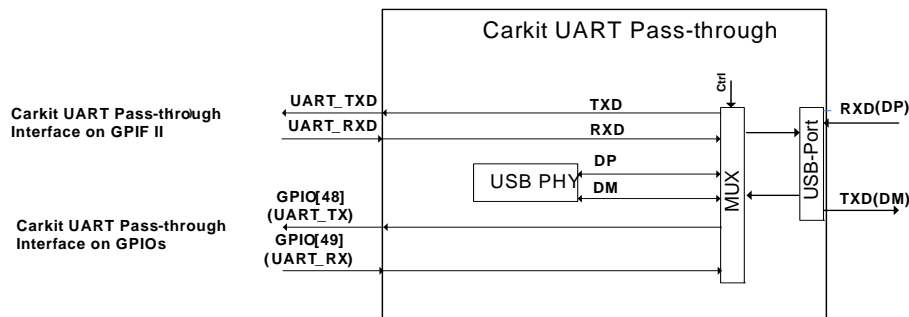 Carkit UART Pass-through
Ctrl
UART_TXD
TXD
Carkit UART Pass-through
Interface on GPIF II
UART_RXD
RXD
RXD(DP)
USB PHY
DP
DM
MUX
USB-Port
TXD(DM)
GPIO[48]
(UART_TX)
Carkit UART Pass-through
Interface on GPIOs
GPIO[49]
(UART_RX)